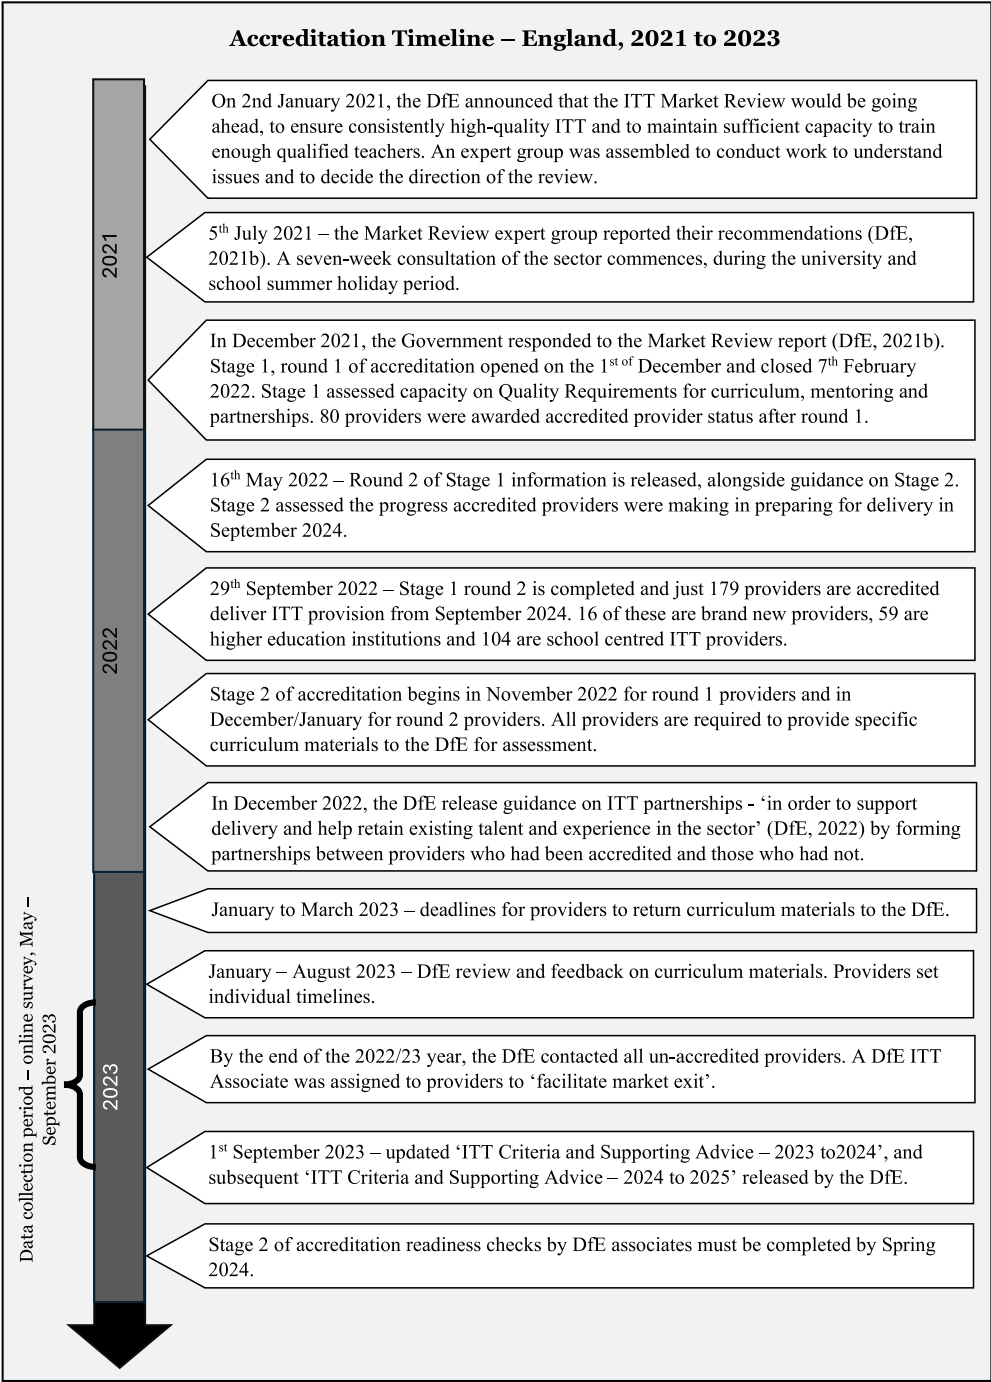 Accreditation Timeline – England, 2021 to 2023
2021
On 2nd January 2021, the DfE announced that the ITT Market Review would be going
ahead, to ensure consistently high-quality ITT and to maintain sufficient capacity to train
enough qualified teachers. An expert group was assembled to conduct work to understand
issues and to decide the direction of the review.
5th July 2021 – the Market Review expert group reported their recommendations (DfE,
2021b). A seven-week consultation of the sector commences, during the university and
school summer holiday period.
In December 2021, the Government responded to the Market Review report (DfE, 2021b).
Stage 1, round 1 of accreditation opened on the 1st of December and closed 7th February
2022. Stage 1 assessed capacity on Quality Requirements for curriculum, mentoring and
partnerships. 80 providers were awarded accredited provider status after round 1.
2022
16th May 2022 – Round 2 of Stage 1 information is released, alongside guidance on Stage 2.
Stage 2 assessed the progress accredited providers were making in preparing for delivery in
September 2024.
29th September 2022 – Stage 1 round 2 is completed and just 179 providers are accredited
deliver ITT provision from September 2024. 16 of these are brand new providers, 59 are
higher education institutions and 104 are school centred ITT providers.
Stage 2 of accreditation begins in November 2022 for round 1 providers and in
December/January for round 2 providers. All providers are required to provide specific
curriculum materials to the DfE for assessment.
In December 2022, the DfE release guidance on ITT partnerships - ‘in order to support
delivery and help retain existing talent and experience in the sector’ (DfE, 2022) by forming
partnerships between providers who had been accredited and those who had not.
2023
January to March 2023 – deadlines for providers to return curriculum materials to the DfE.
January – August 2023 – DfE review and feedback on curriculum materials. Providers set
individual timelines.
By the end of the 2022/23 year, the DfE contacted all un-accredited providers. A DfE ITT
Associate was assigned to providers to ‘facilitate market exit’.
1st September 2023 – updated ‘ITT Criteria and Supporting Advice – 2023 to2024’, and
subsequent ‘ITT Criteria and Supporting Advice – 2024 to 2025’ released by the DfE.
Stage 2 of accreditation readiness checks by DfE associates must be completed by Spring
2024.
Data collection period – online survey, May –
September 2023